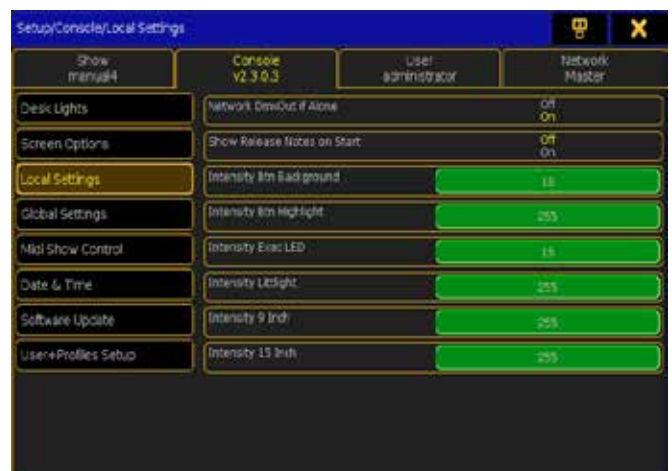 Setup/Console/Local Settings
Show
manual4
Console
v2.3.0.3
User
administrator
Network
Master
Desk Lights
Screen Options
Local Settings
Global Settings
Midi Show Control
Date & Time
Software Update
User+Profiles Setup
Network DmxOut if Alone
Off
On
Show Release Notes on Start
Off
On
Intensity Btn Background
Intensity Btn Highlight
255
Intensity Exec LED
15
Intensity Littlight
255
Intensity 9 Inch
255
Intensity 15 Inch
255